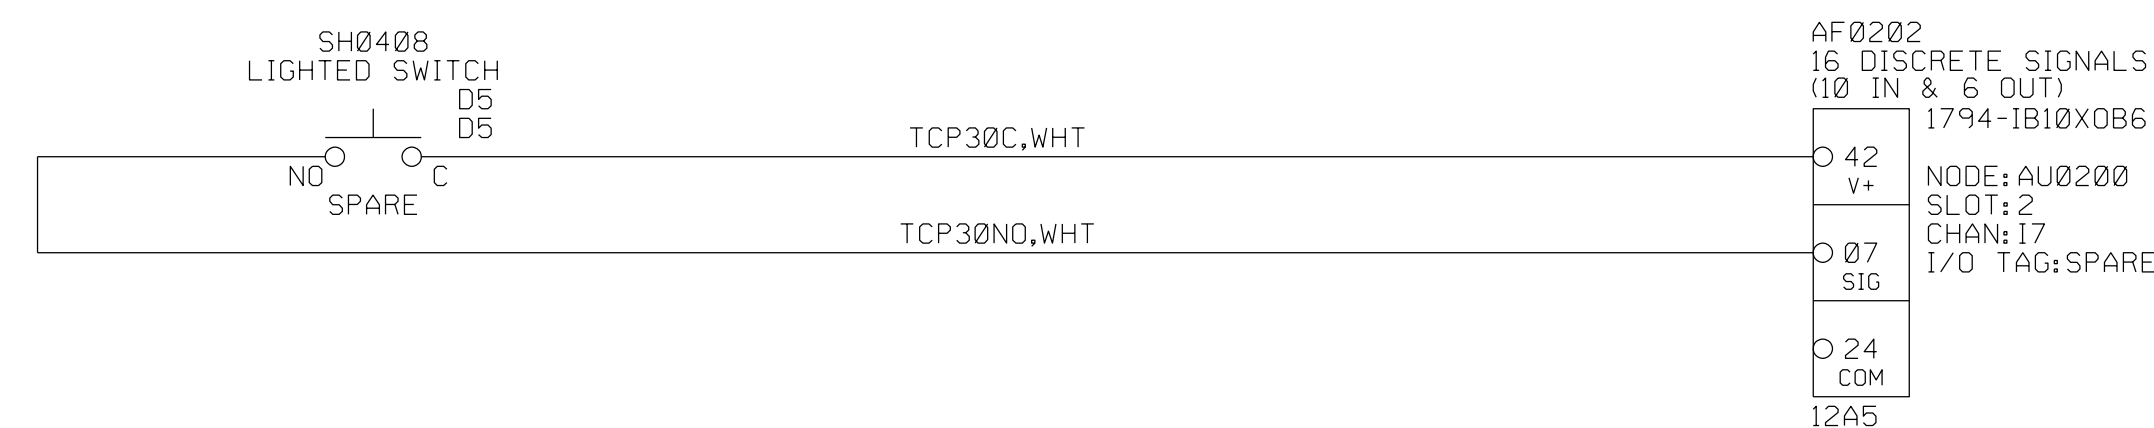 SH0408
LIGHTED SWITCH
D5
D5
NO
C
SPARE
TCP30C,WHT
TCP30NO,WHT
AF0202
16 DISCRETE SIGNALS
(10 IN & 6 OUT)
1794-IB10XOB6
42
V+
NODE:AU0200
SLOT:2
CHAN:I7
I/O TAG:SPARE
07
SIG
24
COM
12A5